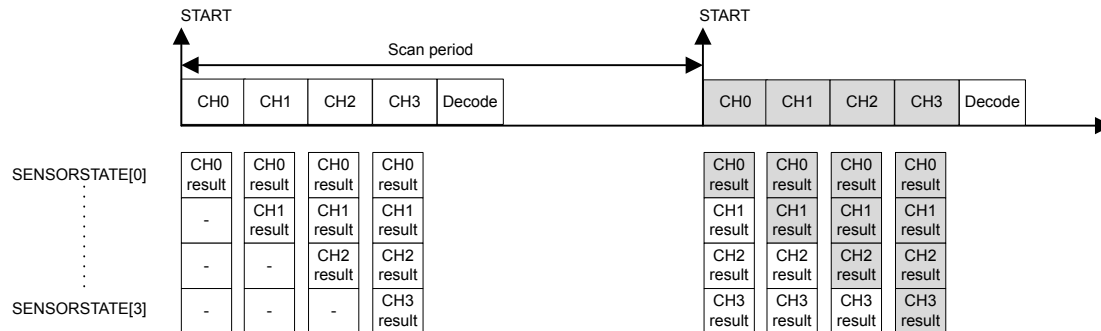 START START
Scan period
CH0 CH1 CH2 CH3 Decode CH0 CH1 CH2 CH3 Decode
SENSORSTATE[0] CH0 result CH0 result CH0 result CH0 result CH0 result CH0 result CH0 result CH0 result
- CH1 result CH1 result CH1 result CH1 result CH1 result CH1 result CH1 result
- - CH2 result CH2 result CH2 result CH2 result CH2 result CH2 result
SENSORSTATE[3] - - - CH3 result CH3 result CH3 result CH3 result CH3 result